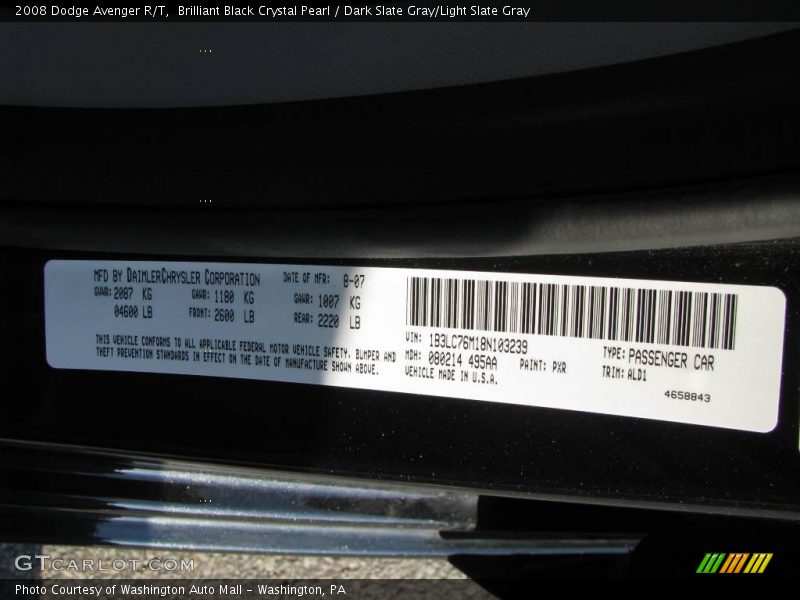 2008 Dodge Avenger R/T,  Brilliant Black Crystal Pearl / Dark Slate Gray/Light Slate Gray
MFD BY DAIMLERCHRYSLER CORPORATION DATE OF MFR: 8-07
GVWR: 2087 KG GAWR: 1180 KG GAWR: 1007 KG
04600 LB FRONT: 2600 LB REAR: 2220 LB
THIS VEHICLE CONFORMS TO ALL APPLICABLE FEDERAL MOTOR VEHICLE SAFETY, BUMPER AND
THEFT PREVENTION STANDARDS IN EFFECT ON THE DATE OF MANUFACTURE SHOWN ABOVE.
VIN: 1B3LC76M18N103239 TYPE: PASSENGER CAR
MDH: 080214 495AA PAINT: PXR TRIM: ALD1
VEHICLE MADE IN U.S.A.
4658843
GTCARLOT.COM
Photo Courtesy of Washington Auto Mall - Washington, PA